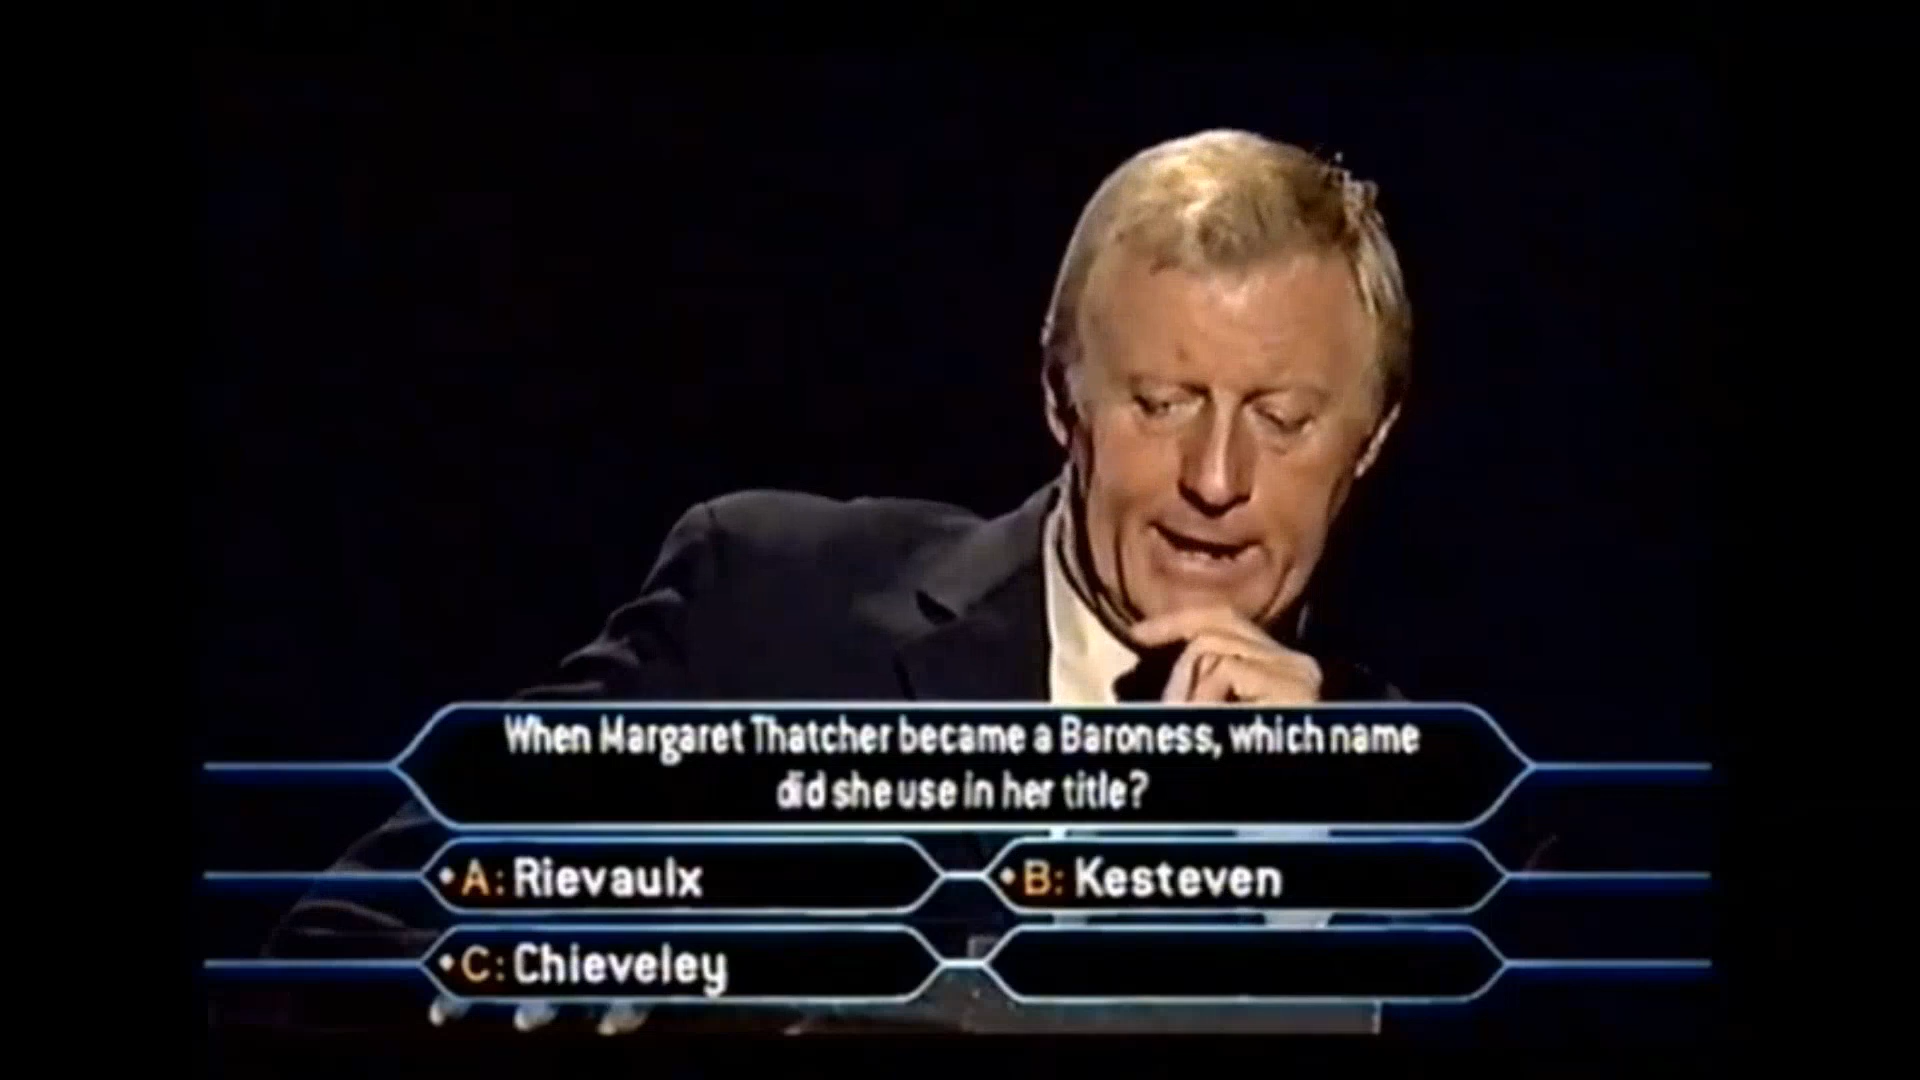 When Margaret Thatcher became a Baroness, which name
did she use in her title?
A: Rievaulx
B: Kesteven
C: Chieveley